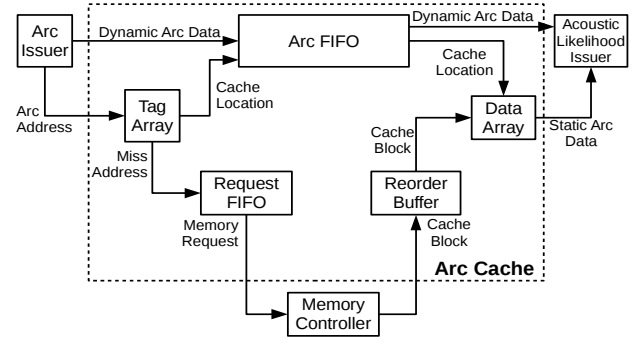 Arc
Issuer
Dynamic Arc Data
Arc FIFO
Dynamic Arc Data
Acoustic
Likelihood
Issuer
Cache
Location
Cache
Location
Arc
Address
Tag
Array
Data
Array
Static Arc
Data
Miss
Address
Cache
Block
Request
FIFO
Reorder
Buffer
Memory
Request
Cache
Block
Arc Cache
Memory
Controller